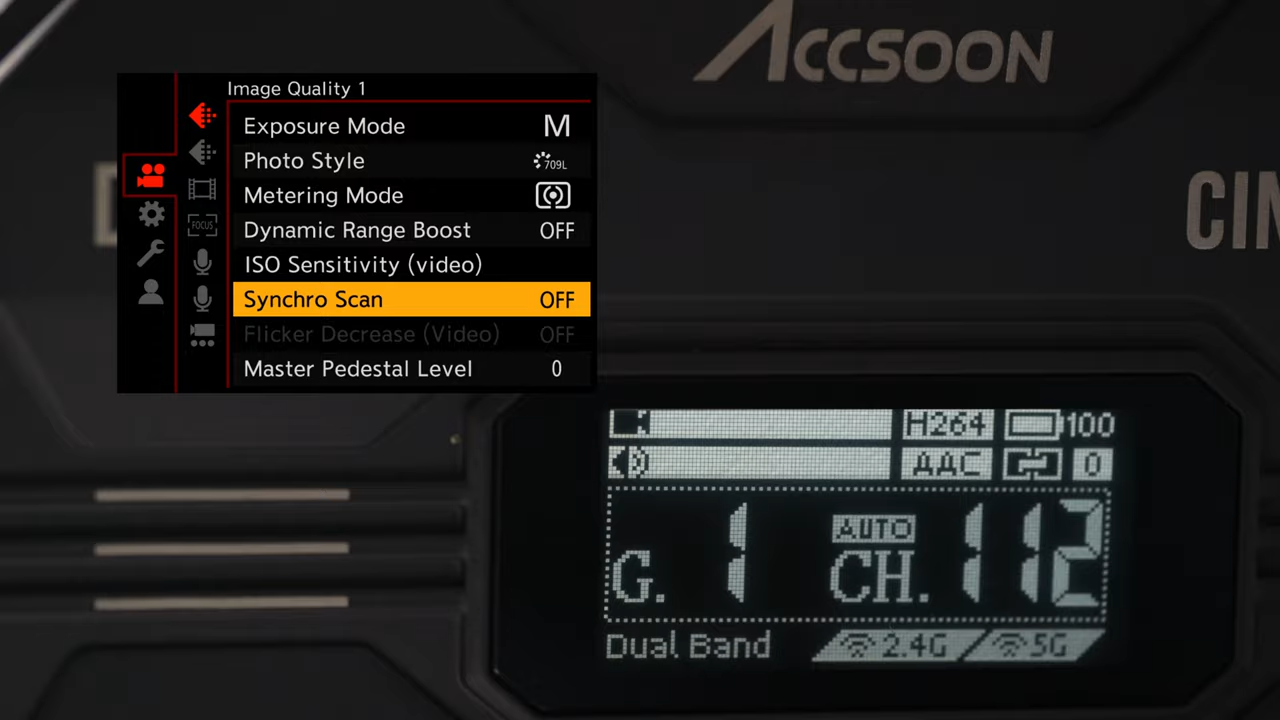 ACCSOON
Image Quality 1
Exposure Mode M
Photo Style 709L
Metering Mode
Dynamic Range Boost OFF
ISO Sensitivity (video)
Synchro Scan OFF
Flicker Decrease (Video) OFF
Master Pedestal Level 0
FOCUS
H264 100
AAC 0
G. 1 AUTO CH. 112
Dual Band 2.4G 5G